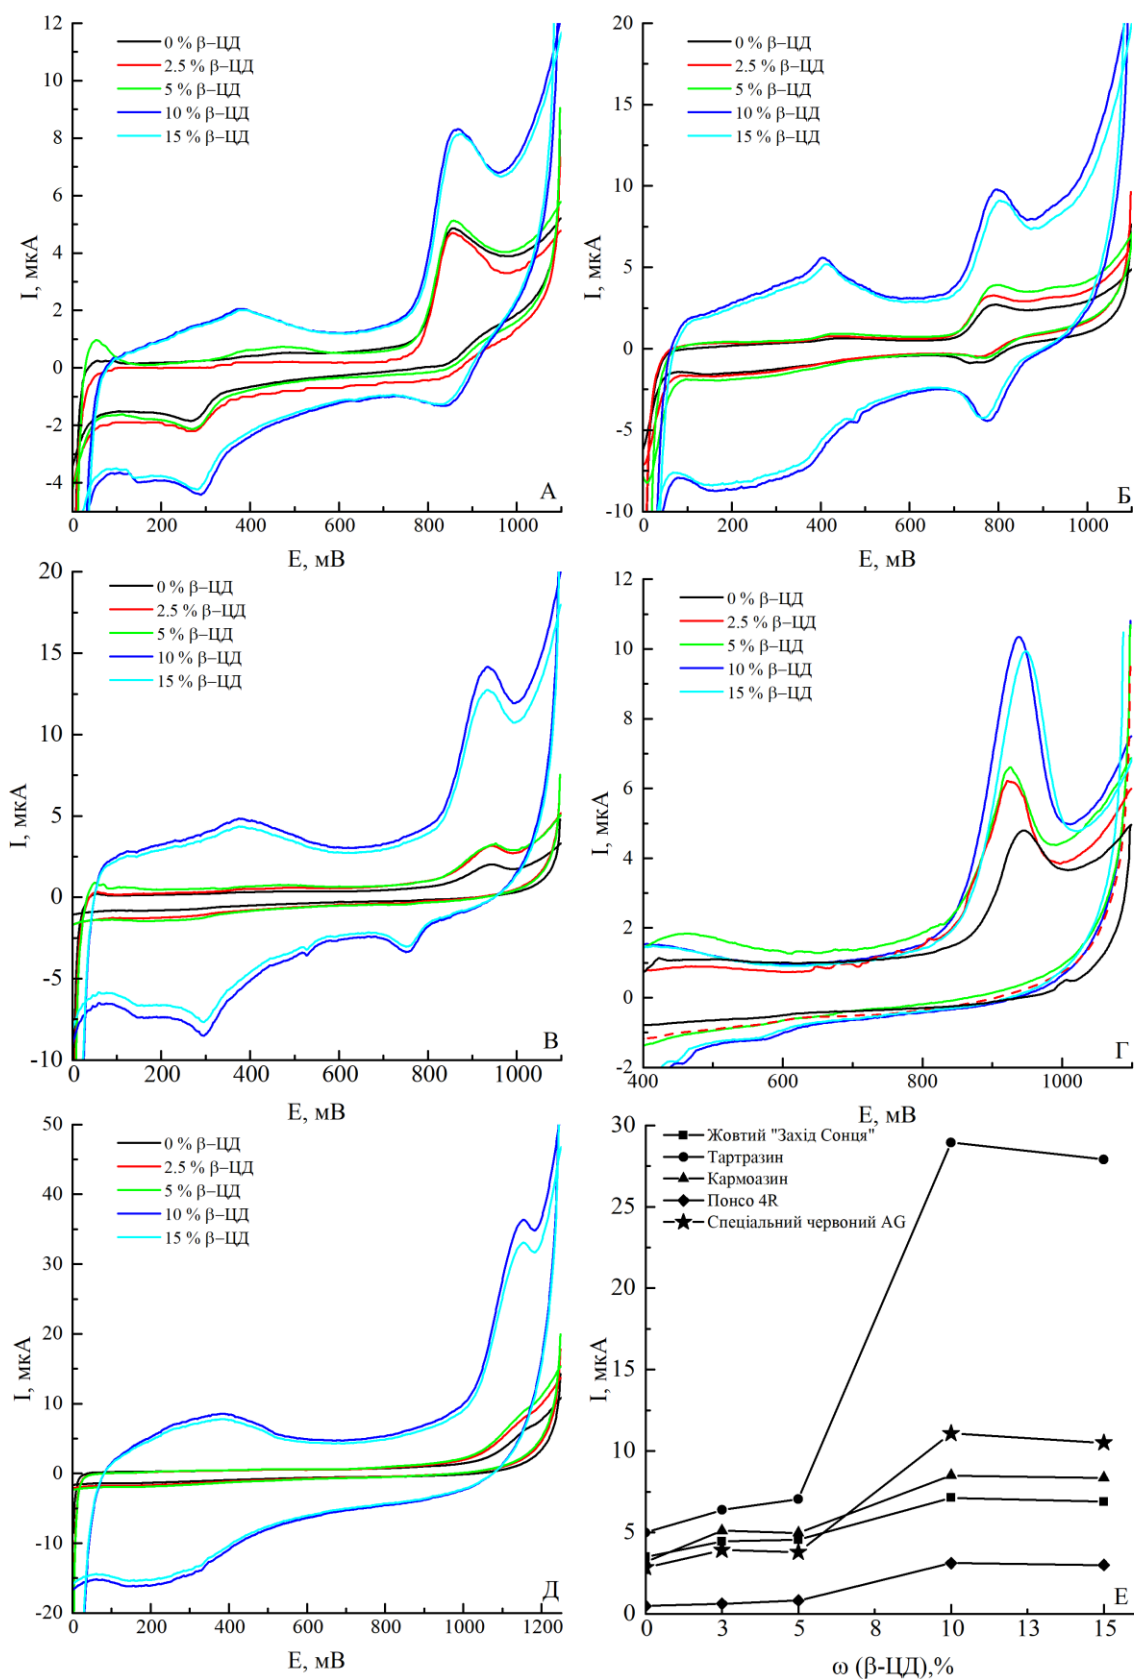 12
10
8
6
4
2
0
-2
-4
I, мкА
0 % β–ЦД
2.5 % β–ЦД
5 % β–ЦД
10 % β–ЦД
15 % β–ЦД
А
0 200 400 600 800 1000
E, мВ
20
15
10
5
0
-5
-10
I, мкА
0 % β–ЦД
2.5 % β–ЦД
5 % β–ЦД
10 % β–ЦД
15 % β–ЦД
Б
0 200 400 600 800 1000
E, мВ
20
15
10
5
0
-5
-10
I, мкА
0 % β–ЦД
2.5 % β–ЦД
5 % β–ЦД
10 % β–ЦД
15 % β–ЦД
В
0 200 400 600 800 1000
E, мВ
12
10
8
6
4
2
0
-2
I, мкА
0 % β–ЦД
2.5 % β–ЦД
5 % β–ЦД
10 % β–ЦД
15 % β–ЦД
Г
400 600 800 1000
E, мВ
50
40
30
20
10
0
-10
-20
I, мкА
0 % β–ЦД
2.5 % β–ЦД
5 % β–ЦД
10 % β–ЦД
15 % β–ЦД
Д
0 200 400 600 800 1000 1200
E, мВ
30
25
20
15
10
5
0
I, мкА
Жовтий "Захід Сонця"
Тартразин
Кармоазин
Понсо 4R
Спеціальний червоний AG
Е
0 3 5 8 10 13 15
ω (β-ЦД),%